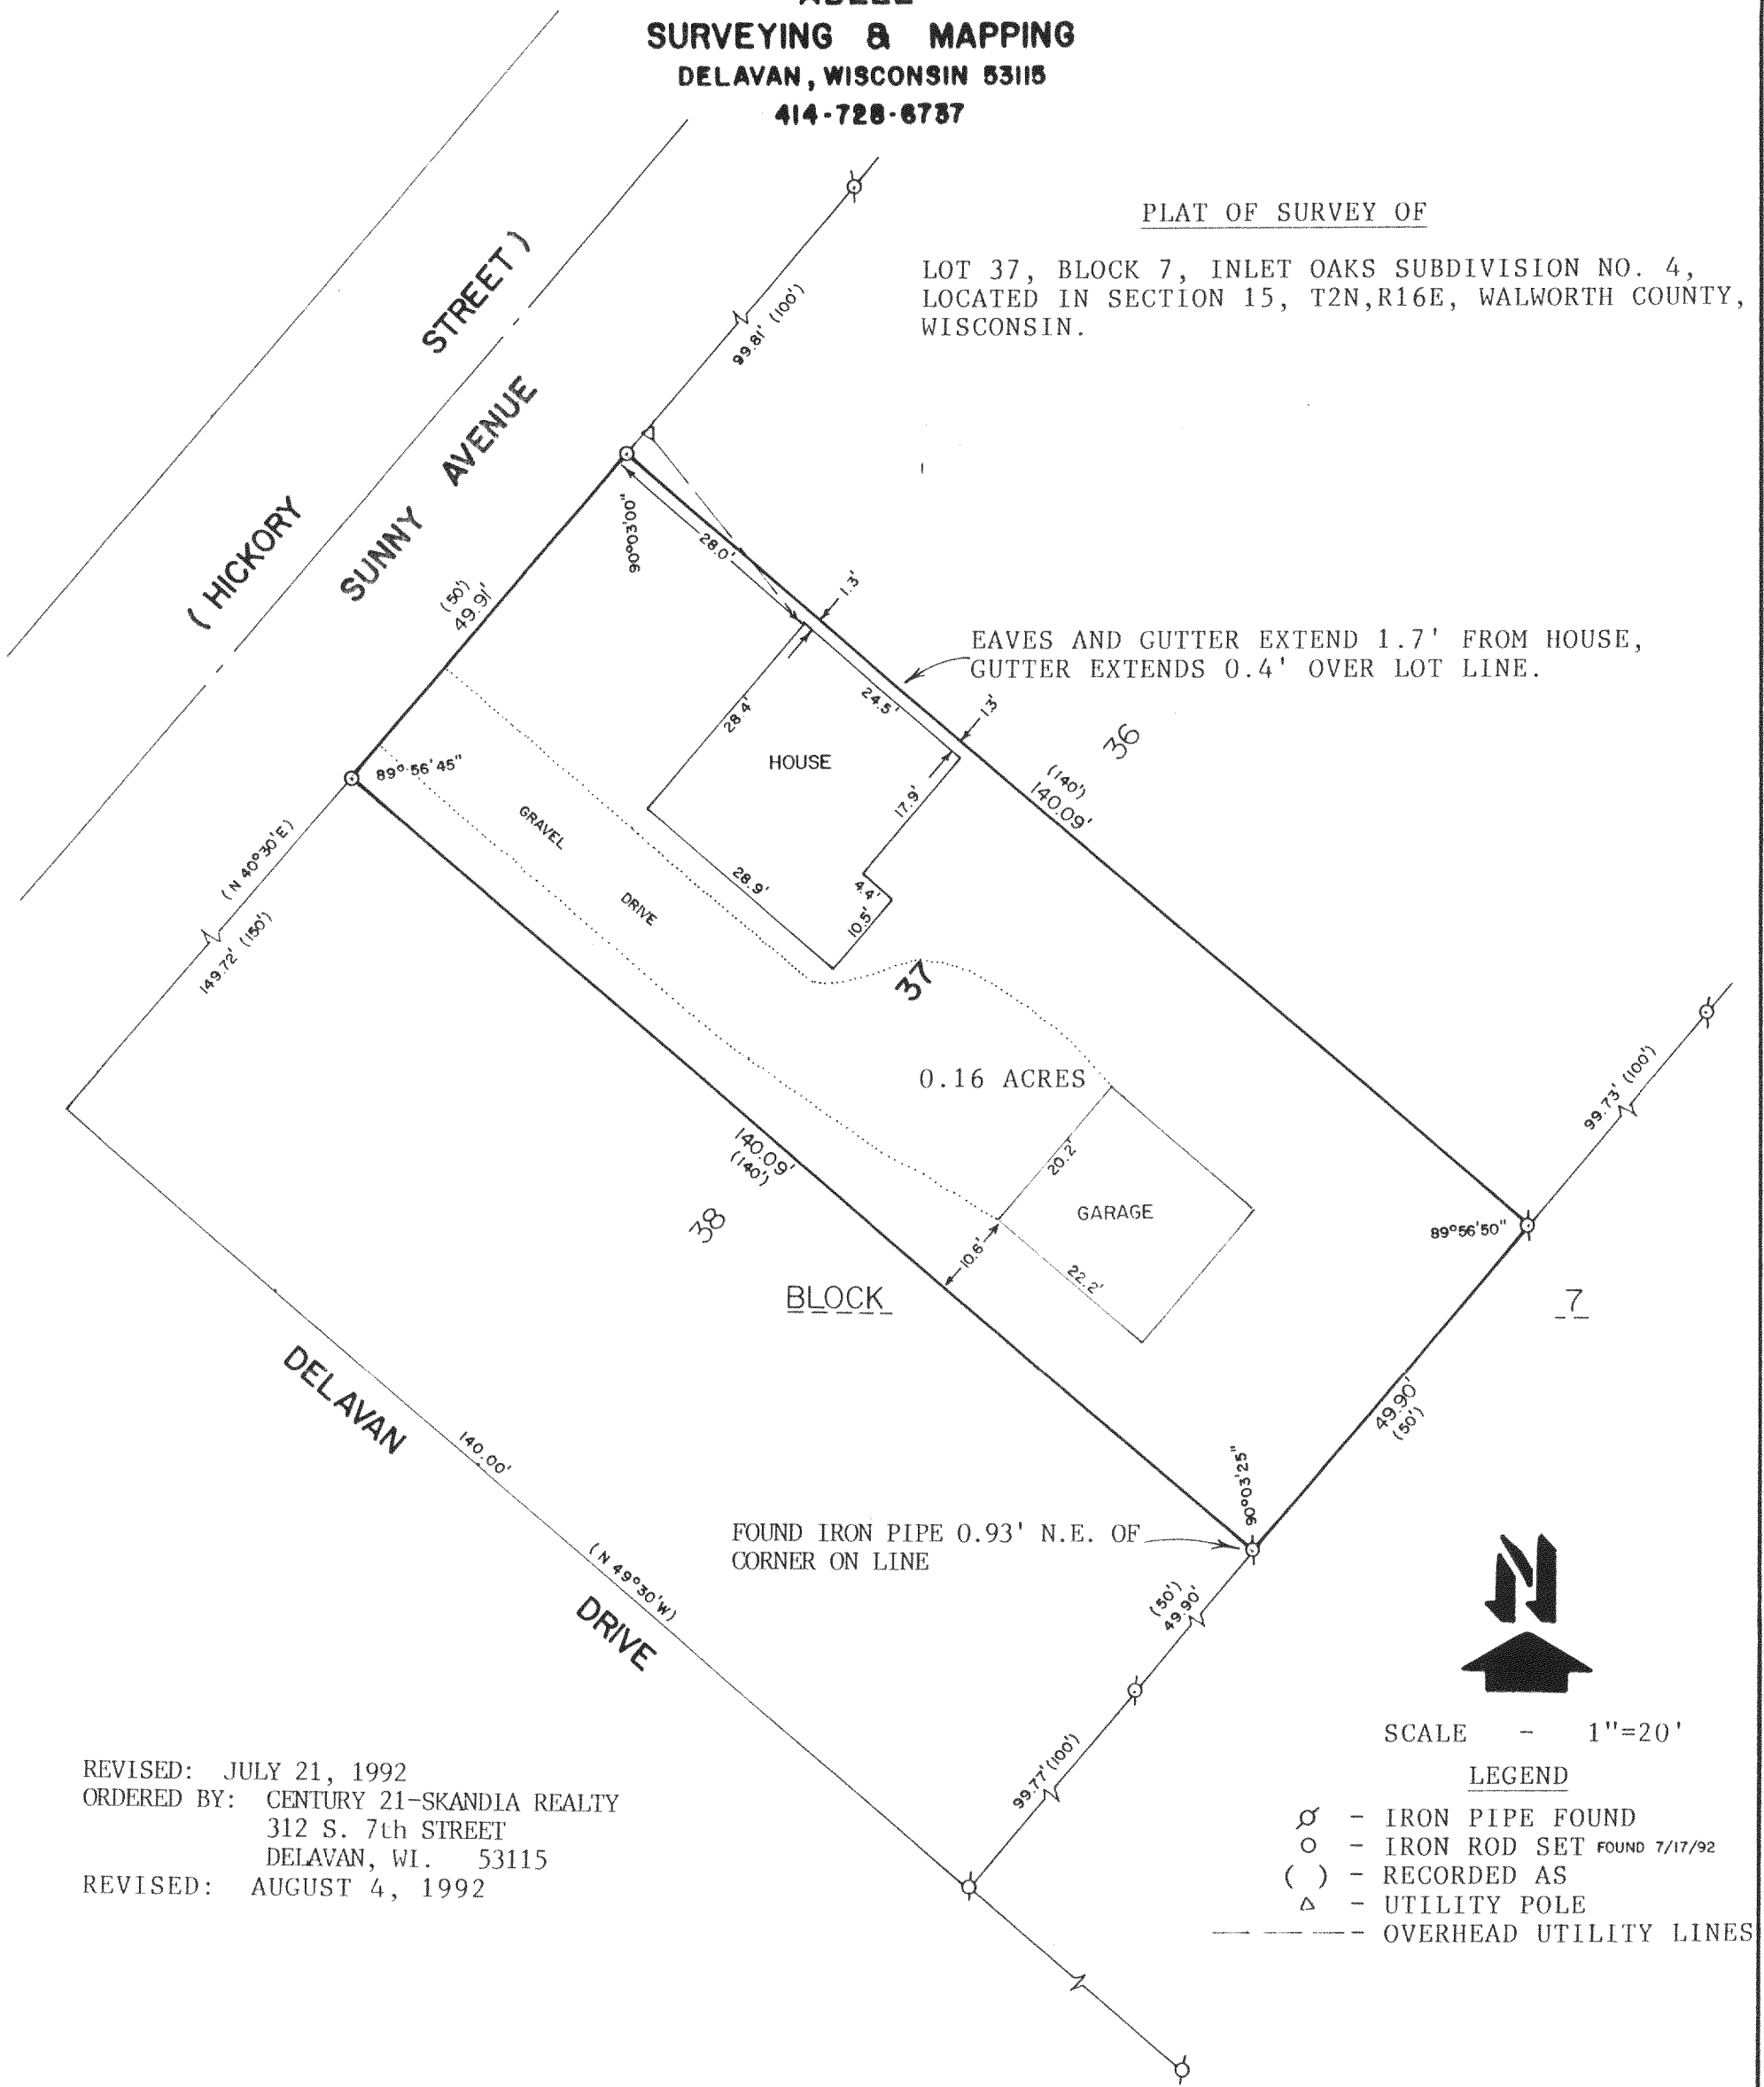 SURVEYING & MAPPING
DELAVAN, WISCONSIN 53115
414-728-6737
PLAT OF SURVEY OF
LOT 37, BLOCK 7, INLET OAKS SUBDIVISION NO. 4,
LOCATED IN SECTION 15, T2N,R16E, WALWORTH COUNTY,
WISCONSIN.
(HICKORY STREET)
SUNNY AVENUE
99.81' (100')
90°03'00"
28.0'
1.3'
(50')
49.91'
EAVES AND GUTTER EXTEND 1.7' FROM HOUSE,
GUTTER EXTENDS 0.4' OVER LOT LINE.
28.4'
24.5'
1.3'
36
HOUSE
89°56'45"
17.9'
(140')
140.09'
GRAVEL
DRIVE
(N 40°30'E)
149.72' (150')
28.9'
4.4'
10.5'
37
0.16 ACRES
99.73' (100')
140.09'
(140')
20.2'
GARAGE
38
10.6'
22.2'
89°56'50"
BLOCK
7
DELAVAN
140.00'
49.90'
(50')
90°03'25"
FOUND IRON PIPE 0.93' N.E. OF
CORNER ON LINE
(N 49°30'W)
DRIVE
(50')
49.90'
N
99.77' (100')
SCALE - 1"=20'
LEGEND
- IRON PIPE FOUND
- IRON ROD SET FOUND 7/17/92
( ) - RECORDED AS
- UTILITY POLE
- OVERHEAD UTILITY LINES
REVISED: JULY 21, 1992
ORDERED BY: CENTURY 21-SKANDIA REALTY
312 S. 7th STREET
DELAVAN, WI. 53115
REVISED: AUGUST 4, 1992